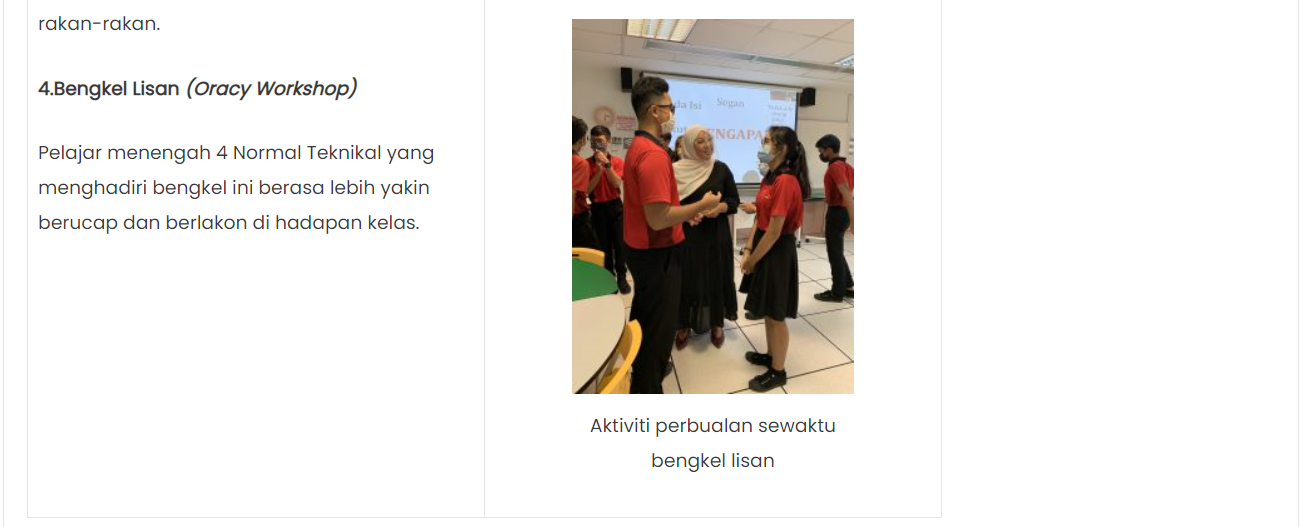 rakan-rakan.
4.Bengkel Lisan (Oracy Workshop)
Pelajar menengah 4 Normal Teknikal yang
menghadiri bengkel ini berasa lebih yakin
berucap dan berlakon di hadapan kelas.
Segan
Aktiviti perbualan sewaktu
bengkel lisan